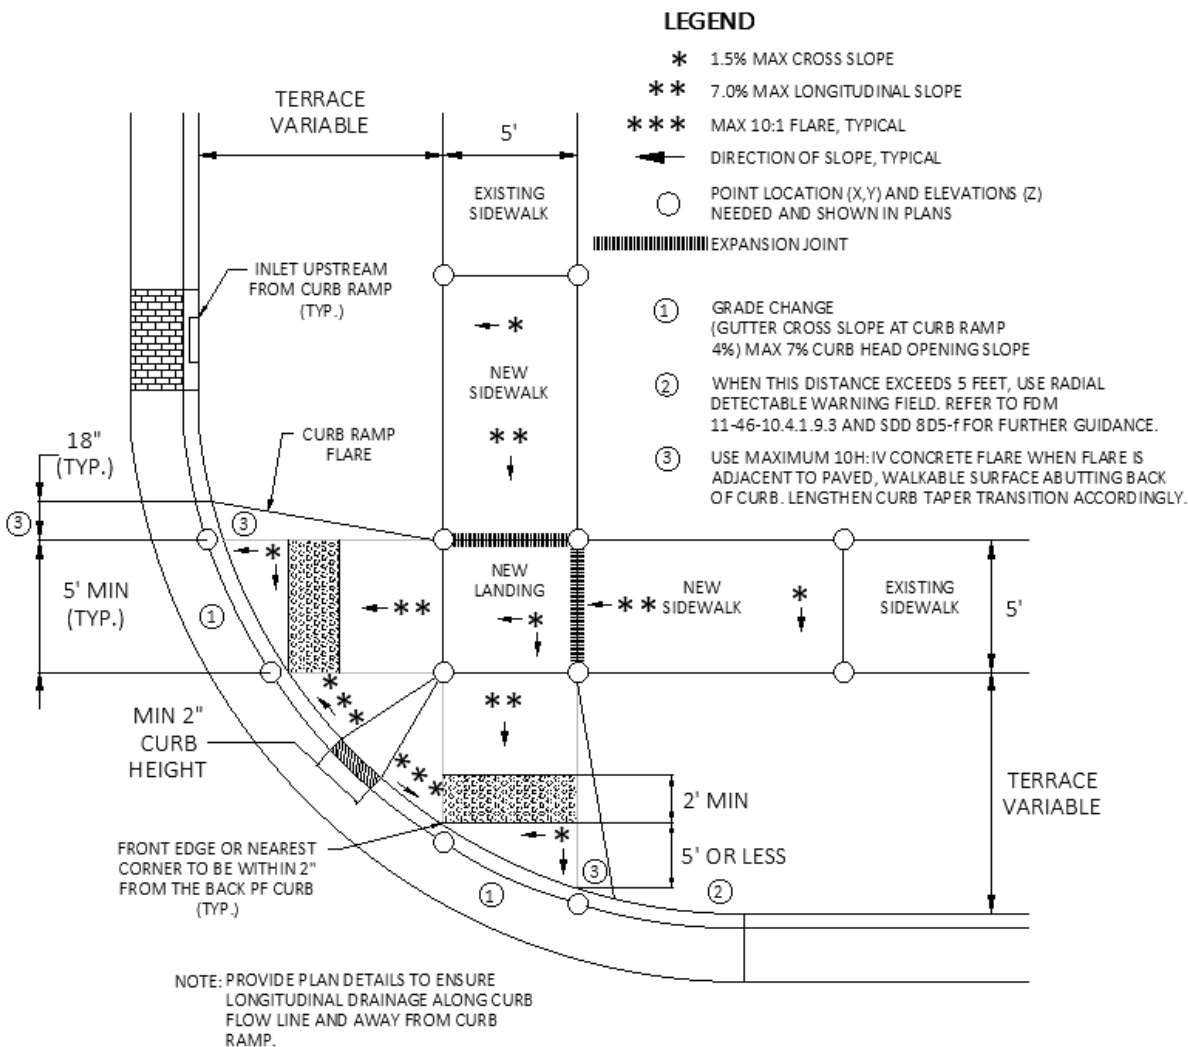 LEGEND
* 1.5% MAX CROSS SLOPE
** 7.0% MAX LONGITUDINAL SLOPE
*** MAX 10:1 FLARE, TYPICAL
DIRECTION OF SLOPE, TYPICAL
POINT LOCATION (X,Y) AND ELEVATIONS (Z)
NEEDED AND SHOWN IN PLANS
EXPANSION JOINT
1 GRADE CHANGE
(GUTTER CROSS SLOPE AT CURB RAMP
4%) MAX 7% CURB HEAD OPENING SLOPE
2 WHEN THIS DISTANCE EXCEEDS 5 FEET, USE RADIAL
DETECTABLE WARNING FIELD. REFER TO FDM
11-46-10.4.1.9.3 AND SDD 8D5-f FOR FURTHER GUIDANCE.
3 USE MAXIMUM 10H:IV CONCRETE FLARE WHEN FLARE IS
ADJACENT TO PAVED, WALKABLE SURFACE ABUTTING BACK
OF CURB. LENGTHEN CURB TAPER TRANSITION ACCORDINGLY.
TERRACE
VARIABLE
5'
EXISTING
SIDEWALK
INLET UPSTREAM
FROM CURB RAMP
(TYP.)
*
NEW
SIDEWALK
**
18"
(TYP.)
CURB RAMP
FLARE
3
3
*
5' MIN
(TYP.)
1
**
NEW
LANDING
*
**
NEW
SIDEWALK
*
EXISTING
SIDEWALK
5'
***
**
MIN 2"
CURB
HEIGHT
***
2' MIN
TERRACE
VARIABLE
FRONT EDGE OR NEAREST
CORNER TO BE WITHIN 2"
FROM THE BACK PF CURB
(TYP.)
*
5' OR LESS
3
2
1
NOTE: PROVIDE PLAN DETAILS TO ENSURE
LONGITUDINAL DRAINAGE ALONG CURB
FLOW LINE AND AWAY FROM CURB
RAMP.